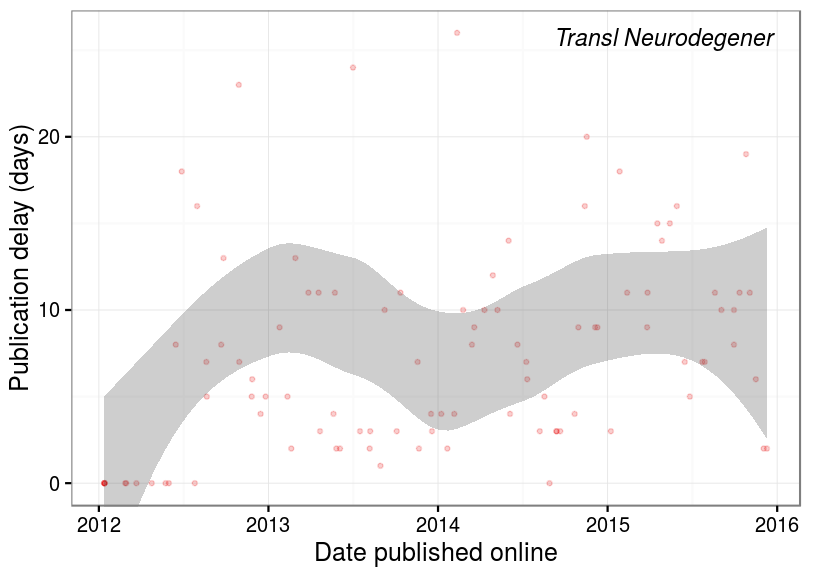 Transl Neurodegener
Publication delay (days)
20
10
0
2012 2013 2014 2015 2016
Date published online